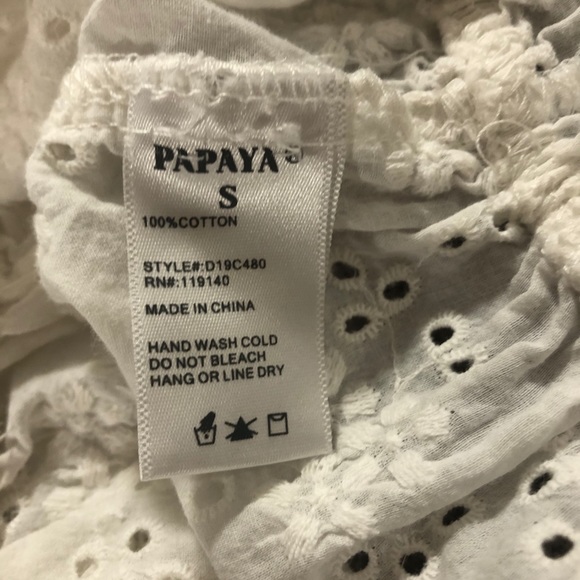 PAPAYA
S
100%COTTON
STYLE#:D19C480
RN#:119140
MADE IN CHINA
HAND WASH COLD
DO NOT BLEACH
HANG OR LINE DRY